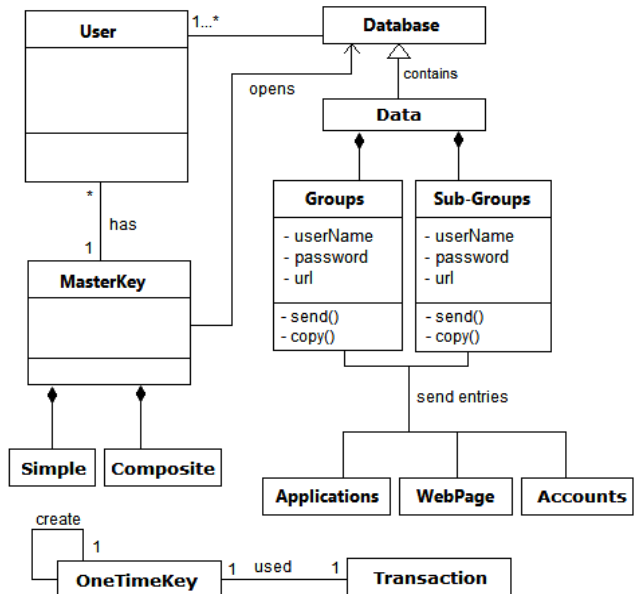 User
1...*
Database
opens
contains
Data
*
has
1
Groups
- userName
- password
- url
- send()
- copy()
Sub-Groups
- userName
- password
- url
- send()
- copy()
MasterKey
send entries
Simple
Composite
Applications
WebPage
Accounts
create
1
OneTimeKey
1
used
1
Transaction